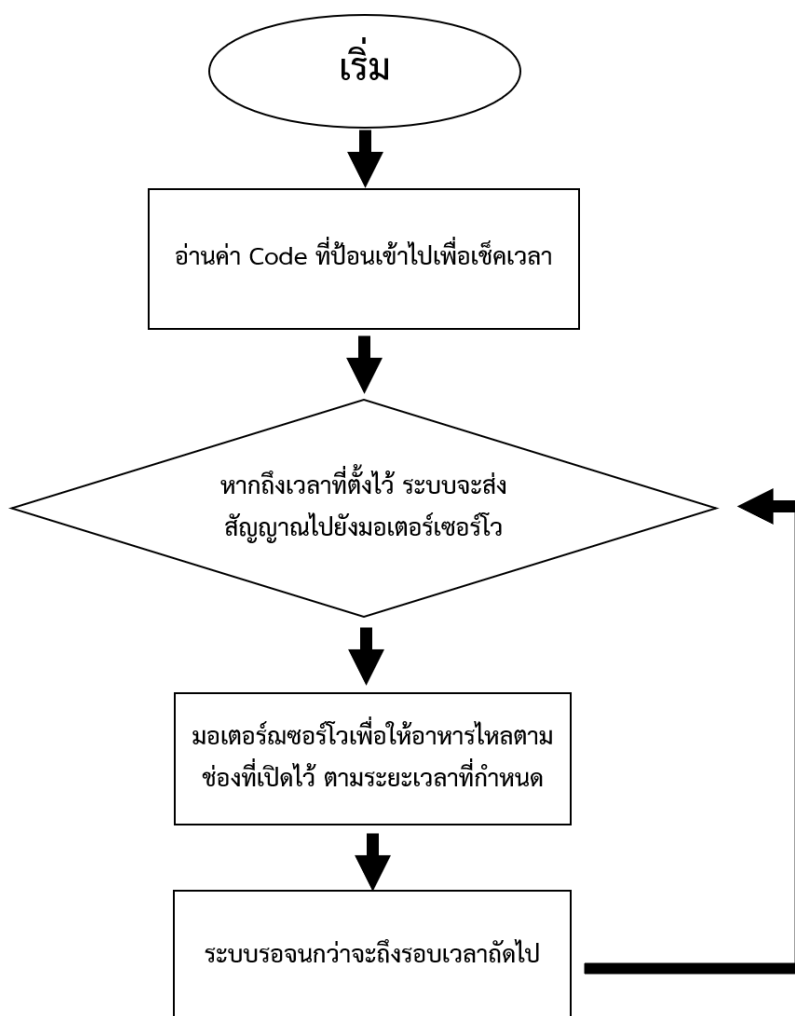 เริ่ม
อ่านค่า Code ที่ป้อนเข้าไปเพื่อเช็คเวลา
หากถึงเวลาที่ตั้งไว้ ระบบจะส่ง
สัญญาณไปยังมอเตอร์เซอร์โว
มอเตอร์ฌซอร์โวเพื่อให้อาหารไหลตาม
ช่องที่เปิดไว้ ตามระยะเวลาที่กำหนด
ระบบรอจนกว่าจะถึงรอบเวลาถัดไป